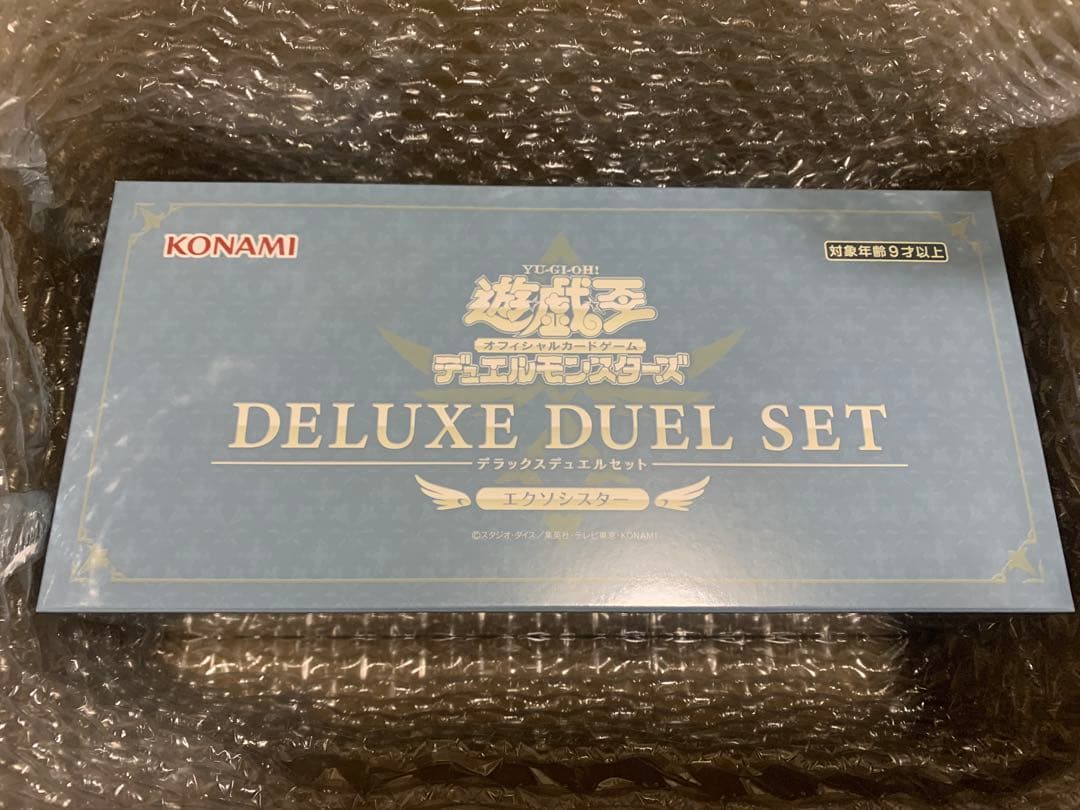 KONAMI
対象年齢9才以上
YU-GI-OH!
遊戯王
オフィシャルカードゲーム
デュエルモンスターズ
DELUXE DUEL SET
デラックスデュエルセット
エクソシスター
©スタジオ・ダイス/集英社・テレビ東京・KONAMI